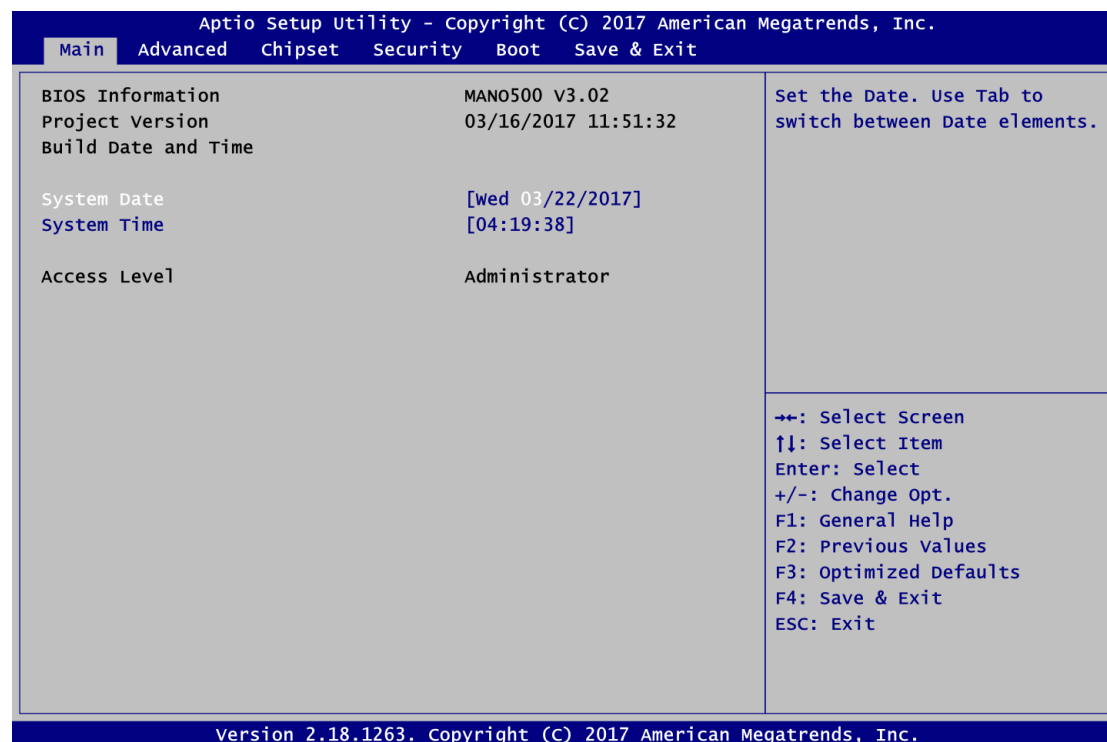 Aptio Setup Utility - Copyright (C) 2017 American Megatrends, Inc.
Main Advanced Chipset Security Boot Save & Exit
BIOS Information MANO500 V3.02
Project Version 03/16/2017 11:51:32
Build Date and Time
System Date [Wed 03/22/2017]
System Time [04:19:38]
Access Level Administrator
Set the Date. Use Tab to
switch between Date elements.
→←: Select Screen
↑↓: Select Item
Enter: Select
+/-: Change Opt.
F1: General Help
F2: Previous Values
F3: Optimized Defaults
F4: Save & Exit
ESC: Exit
Version 2.18.1263. Copyright (C) 2017 American Megatrends, Inc.